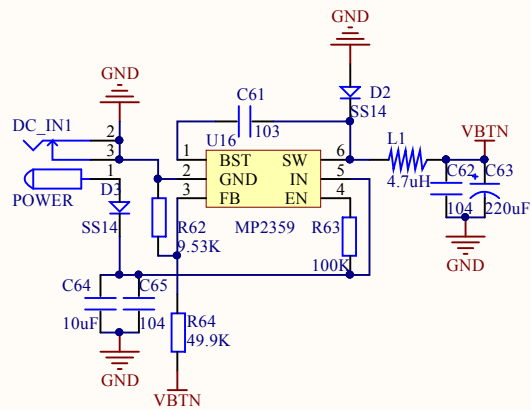 GND
GND
D2
SS14
C61
103
DC_IN1
2
3
1
POWER
D3
SS14
U16
1 BST SW 6
2 GND IN 5
3 FB EN 4
MP2359
L1
4.7uH
VBTN
C62
104
C63
+
220uF
GND
R62
9.53K
R63
100K
C64
10uF
C65
104
R64
49.9K
GND
VBTN